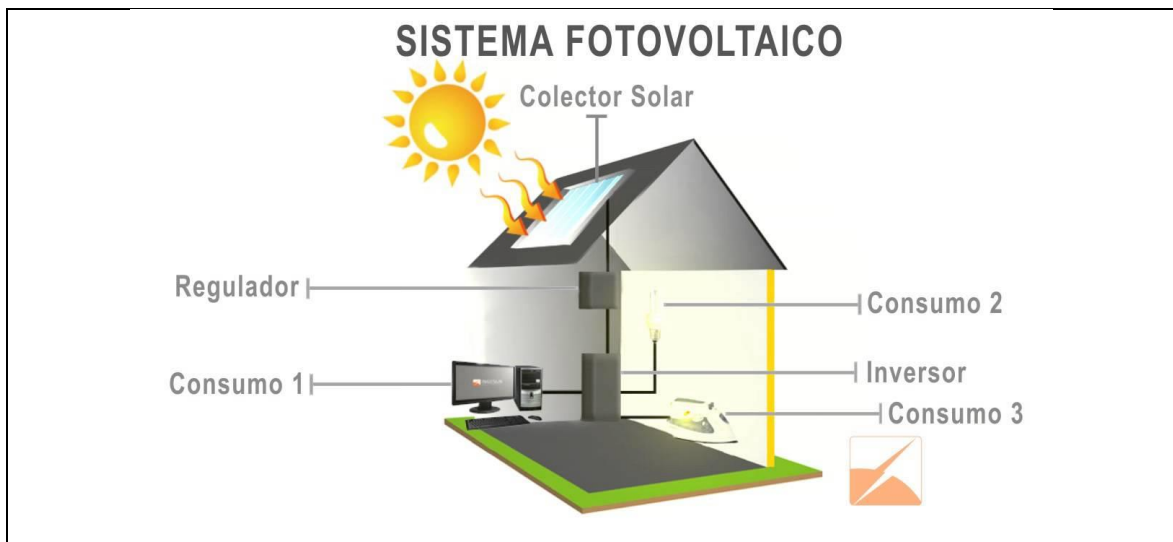 SISTEMA FOTOVOLTAICO
Colector Solar
Regulador
Consumo 2
Consumo 1
Inversor
Consumo 3